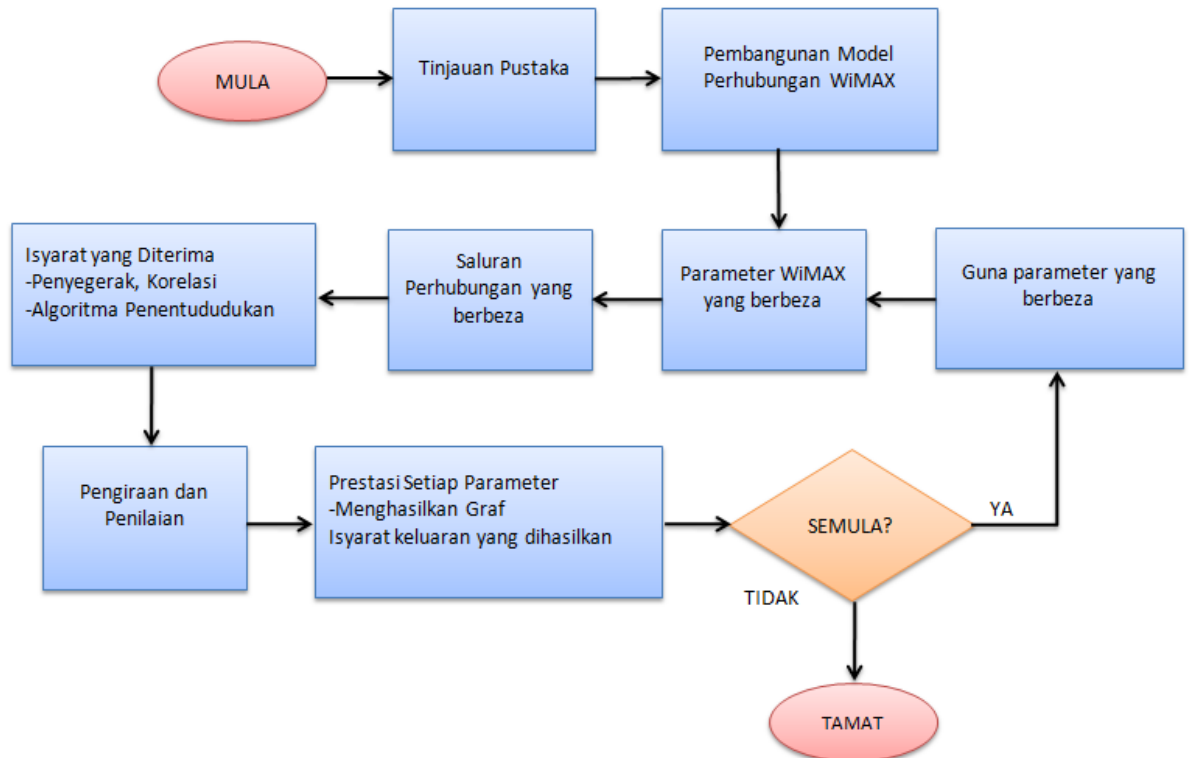 MULA
Tinjauan Pustaka
Pembangunan Model
Perhubungan WiMAX
Parameter WiMAX
yang berbeza
Saluran
Perhubungan yang
berbeza
Isyarat yang Diterima
-Penyegerak, Korelasi
-Algoritma Penentududukan
Pengiraan dan
Penilaian
Prestasi Setiap Parameter
-Menghasilkan Graf
Isyarat keluaran yang dihasilkan
SEMULA?
YA
Guna parameter yang
berbeza
TIDAK
TAMAT